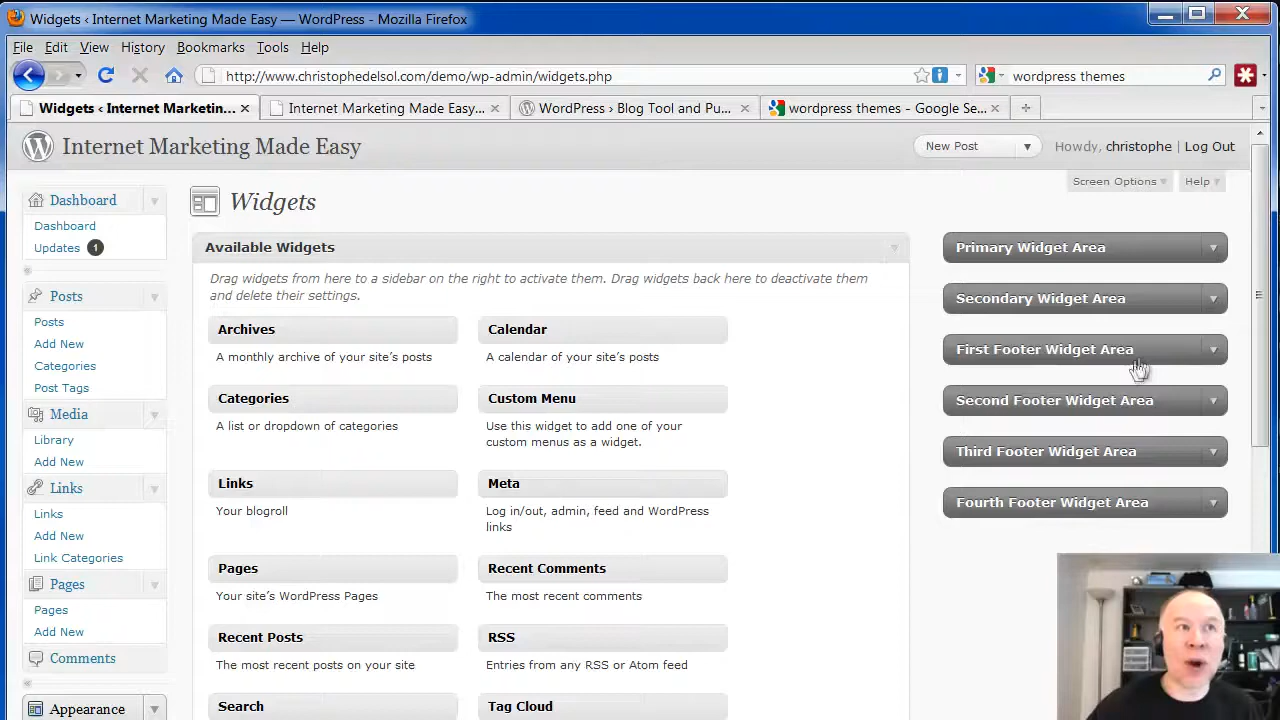 Widgets ‹ Internet Marketing Made Easy — WordPress - Mozilla Firefox
File Edit View History Bookmarks Tools Help
http://www.christophedelsol.com/demo/wp-admin/widgets.php
wordpress themes
Widgets ‹ Internet Marketin...
Internet Marketing Made Easy...
WordPress › Blog Tool and Pu...
wordpress themes - Google Se...
Internet Marketing Made Easy
New Post
Howdy, christophe | Log Out
Screen Options
Help
Dashboard
Dashboard
Updates 1
Posts
Posts
Add New
Categories
Post Tags
Media
Library
Add New
Links
Links
Add New
Link Categories
Pages
Pages
Add New
Comments
Appearance
Widgets
Available Widgets
Drag widgets from here to a sidebar on the right to activate them. Drag widgets back here to deactivate them
and delete their settings.
Archives
A monthly archive of your site's posts
Calendar
A calendar of your site's posts
Categories
A list or dropdown of categories
Custom Menu
Use this widget to add one of your
custom menus as a widget.
Links
Your blogroll
Meta
Log in/out, admin, feed and WordPress
links
Pages
Your site's WordPress Pages
Recent Comments
The most recent comments
Recent Posts
The most recent posts on your site
RSS
Entries from any RSS or Atom feed
Search
Tag Cloud
Primary Widget Area
Secondary Widget Area
First Footer Widget Area
Second Footer Widget Area
Third Footer Widget Area
Fourth Footer Widget Area